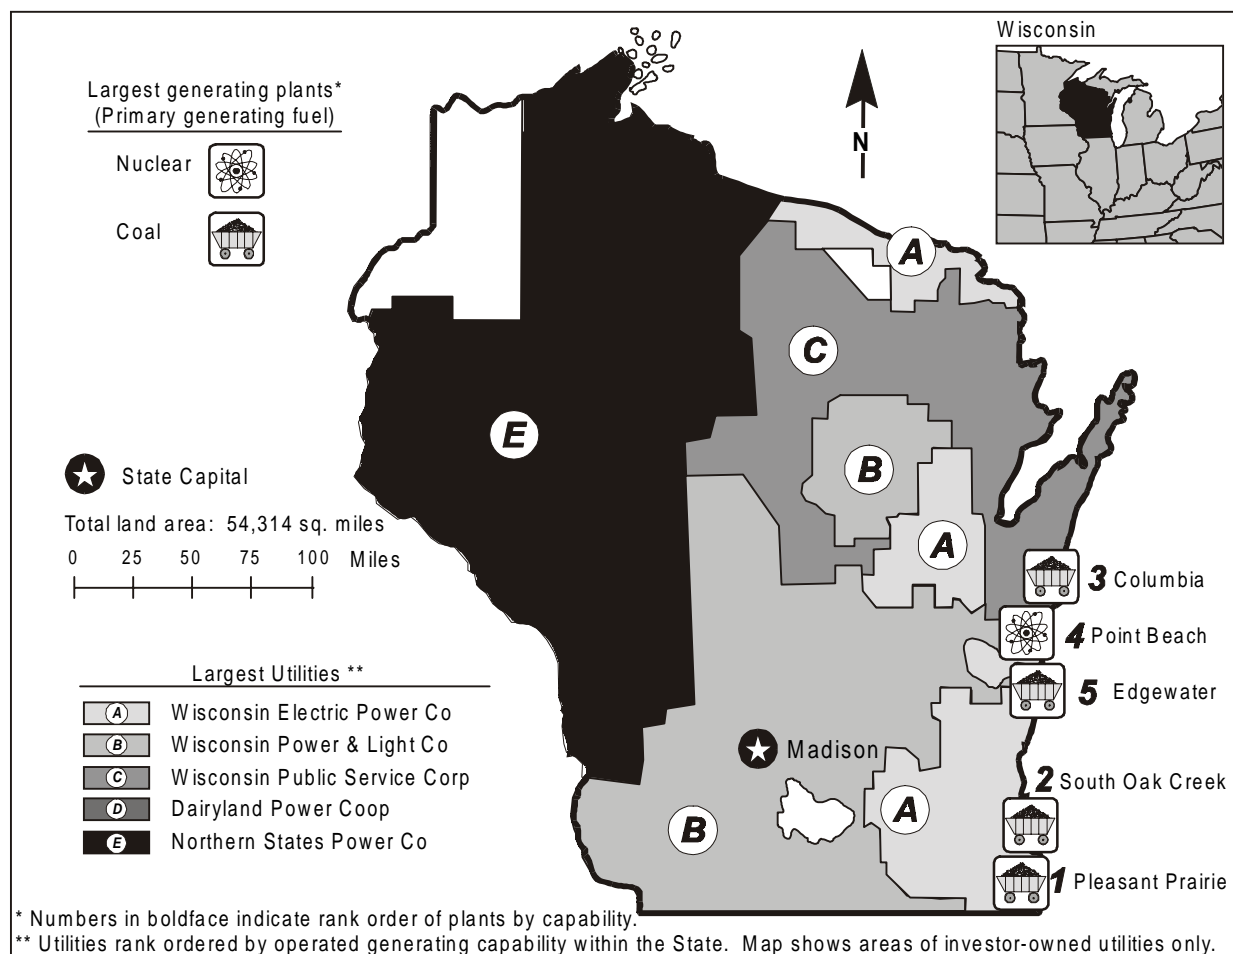 Wisconsin
Largest generating plants*
(Primary generating fuel)
Nuclear
Coal
N
A
C
E
B
State Capital
Total land area: 54,314 sq. miles
0 25 50 75 100 Miles
A
3 Columbia
4 Point Beach
5 Edgewater
Largest Utilities **
A Wisconsin Electric Power Co
B Wisconsin Power & Light Co
C Wisconsin Public Service Corp
D Dairyland Power Coop
E Northern States Power Co
Madison
2 South Oak Creek
A
B
1 Pleasant Prairie
* Numbers in boldface indicate rank order of plants by capability.
** Utilities rank ordered by operated generating capability within the State. Map shows areas of investor-owned utilities only.